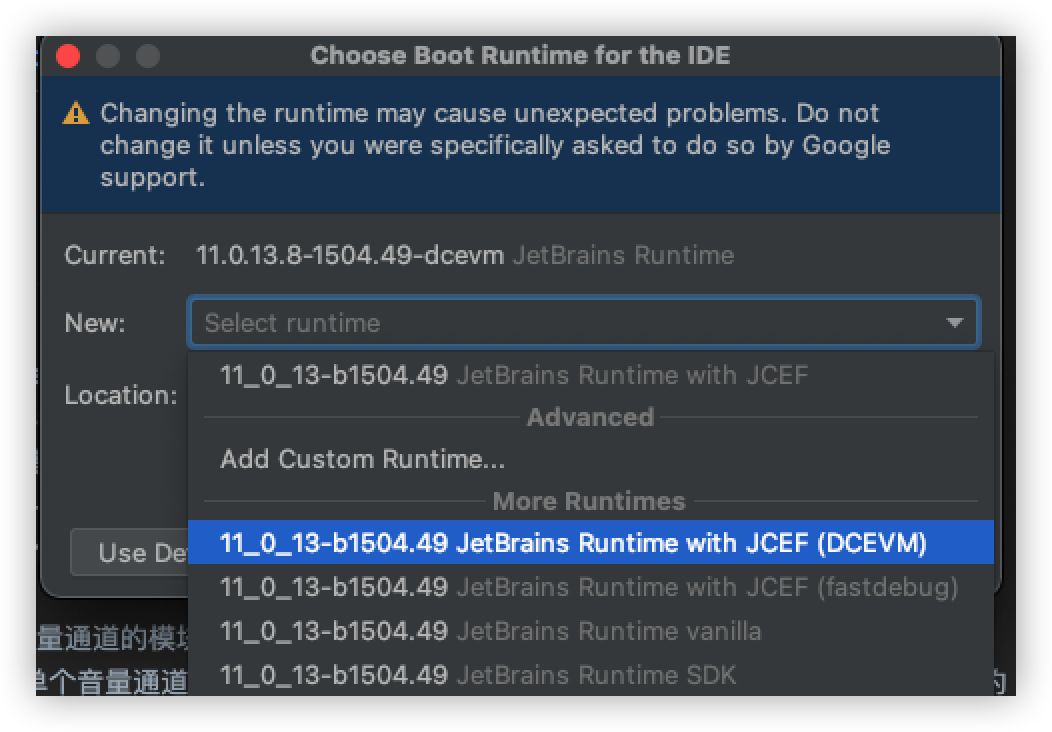 Choose Boot Runtime for the IDE
Changing the runtime may cause unexpected problems. Do not
change it unless you were specifically asked to do so by Google
support.
Current: 11.0.13.8-1504.49-dcevm JetBrains Runtime
New: Select runtime
11_0_13-b1504.49 JetBrains Runtime with JCEF
Location:
Advanced
Add Custom Runtime...
More Runtimes
11_0_13-b1504.49 JetBrains Runtime with JCEF (DCEVM)
Use De
11_0_13-b1504.49 JetBrains Runtime with JCEF (fastdebug)
11_0_13-b1504.49 JetBrains Runtime vanilla
量通道的模
11_0_13-b1504.49 JetBrains Runtime SDK
个音量通道